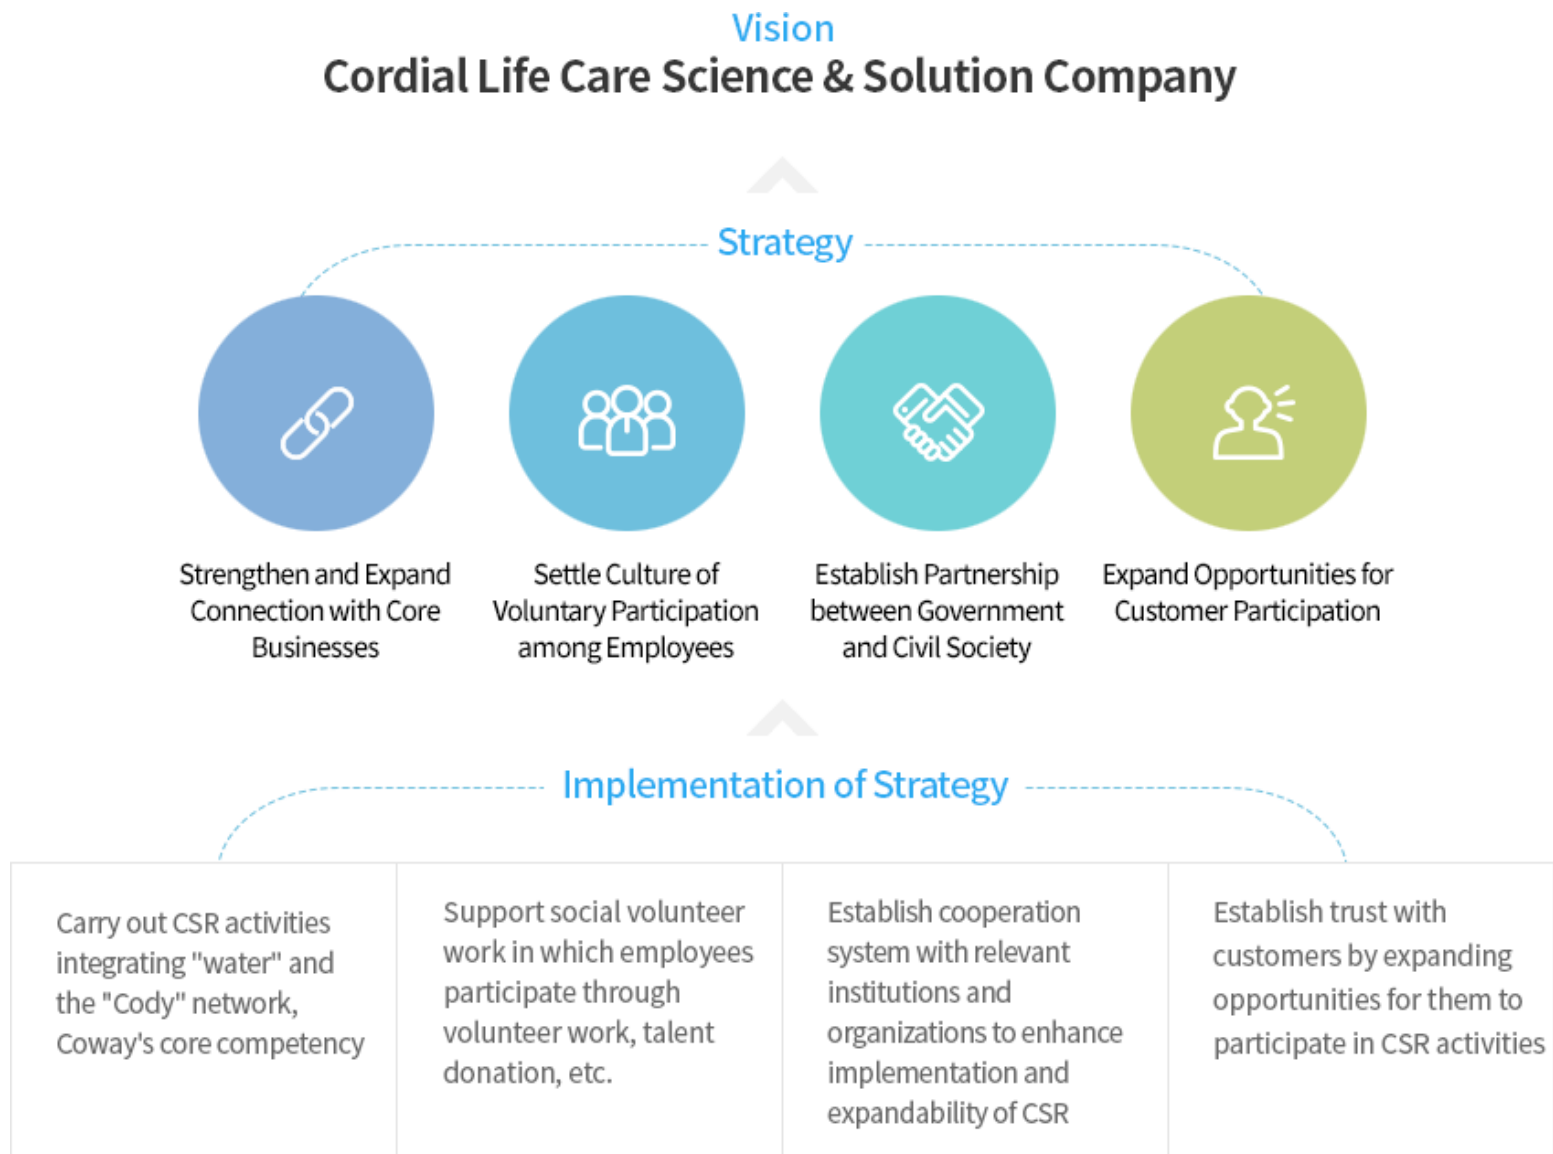 Vision
Cordial Life Care Science & Solution Company
Strategy
Strengthen and Expand
Connection with Core
Businesses
Settle Culture of
Voluntary Participation
among Employees
Establish Partnership
between Government
and Civil Society
Expand Opportunities for
Customer Participation
Implementation of Strategy
Carry out CSR activities
integrating "water" and
the "Cody" network,
Coway's core competency
Support social volunteer
work in which employees
participate through
volunteer work, talent
donation, etc.
Establish cooperation
system with relevant
institutions and
organizations to enhance
implementation and
expandability of CSR
Establish trust with
customers by expanding
opportunities for them to
participate in CSR activities